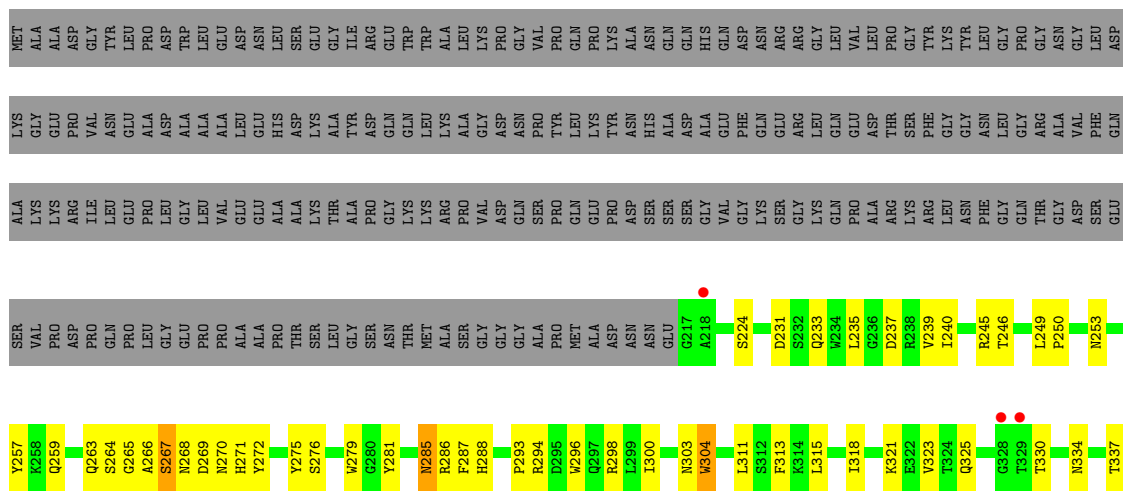 MET ALA ALA ASP GLY TYR LEU PRO ASP TRP LEU GLU ASP ASN LEU SER GLU GLY ILE ARG GLU TRP TRP ALA LEU LYS PRO GLY VAL PRO GLN PRO LYS ALA ASN GLN GLN HIS GLN ASP ASN ARG ARG GLY LEU VAL LEU PRO GLY TYR LYS TYR LEU GLY PRO GLY ASN GLY LEU ASP
LYS GLY GLU PRO VAL ASN GLU ALA ASP ALA ALA ALA LEU GLU HIS ASP LYS ALA TYR ASP GLN GLN LEU LYS ALA GLY ASP ASN PRO TYR LEU LYS TYR ASN HIS ALA ASP ALA GLU PHE GLN GLU ARG LEU GLN GLU ASP THR SER PHE GLY GLY ASN LEU GLY ARG ALA VAL PHE GLN
ALA LYS LYS ARG ILE LEU GLU PRO LEU GLY LEU VAL GLU GLU ALA ALA LYS THR ALA PRO GLY LYS LYS ARG PRO VAL ASP GLN SER PRO GLN GLU PRO ASP SER SER SER GLY VAL GLY LYS SER GLY LYS GLN PRO ALA ARG LYS ARG LEU ASN PHE GLY GLN THR GLY ASP SER GLU
SER VAL PRO ASP PRO GLN PRO LEU GLY GLU PRO PRO ALA ALA PRO THR SER LEU GLY SER ASN THR MET ALA SER GLY GLY GLY ALA PRO MET ALA ASP ASN ASN GLU G217 A218 S224 D231 S232 Q233 W234 L235 G236 D237 R238 V239 I240 R245 T246 L249 P250 N253
Y257 K258 Q259 Q263 S264 G265 A266 S267 N268 D269 N270 H271 Y272 Y275 S276 W279 G280 Y281 N285 R286 F287 H288 P293 R294 D295 W296 Q297 R298 L299 I300 N303 W304 L311 S312 F313 K314 L315 I318 K321 E322 V323 T324 Q325 G328 T329 T330 N334 T337